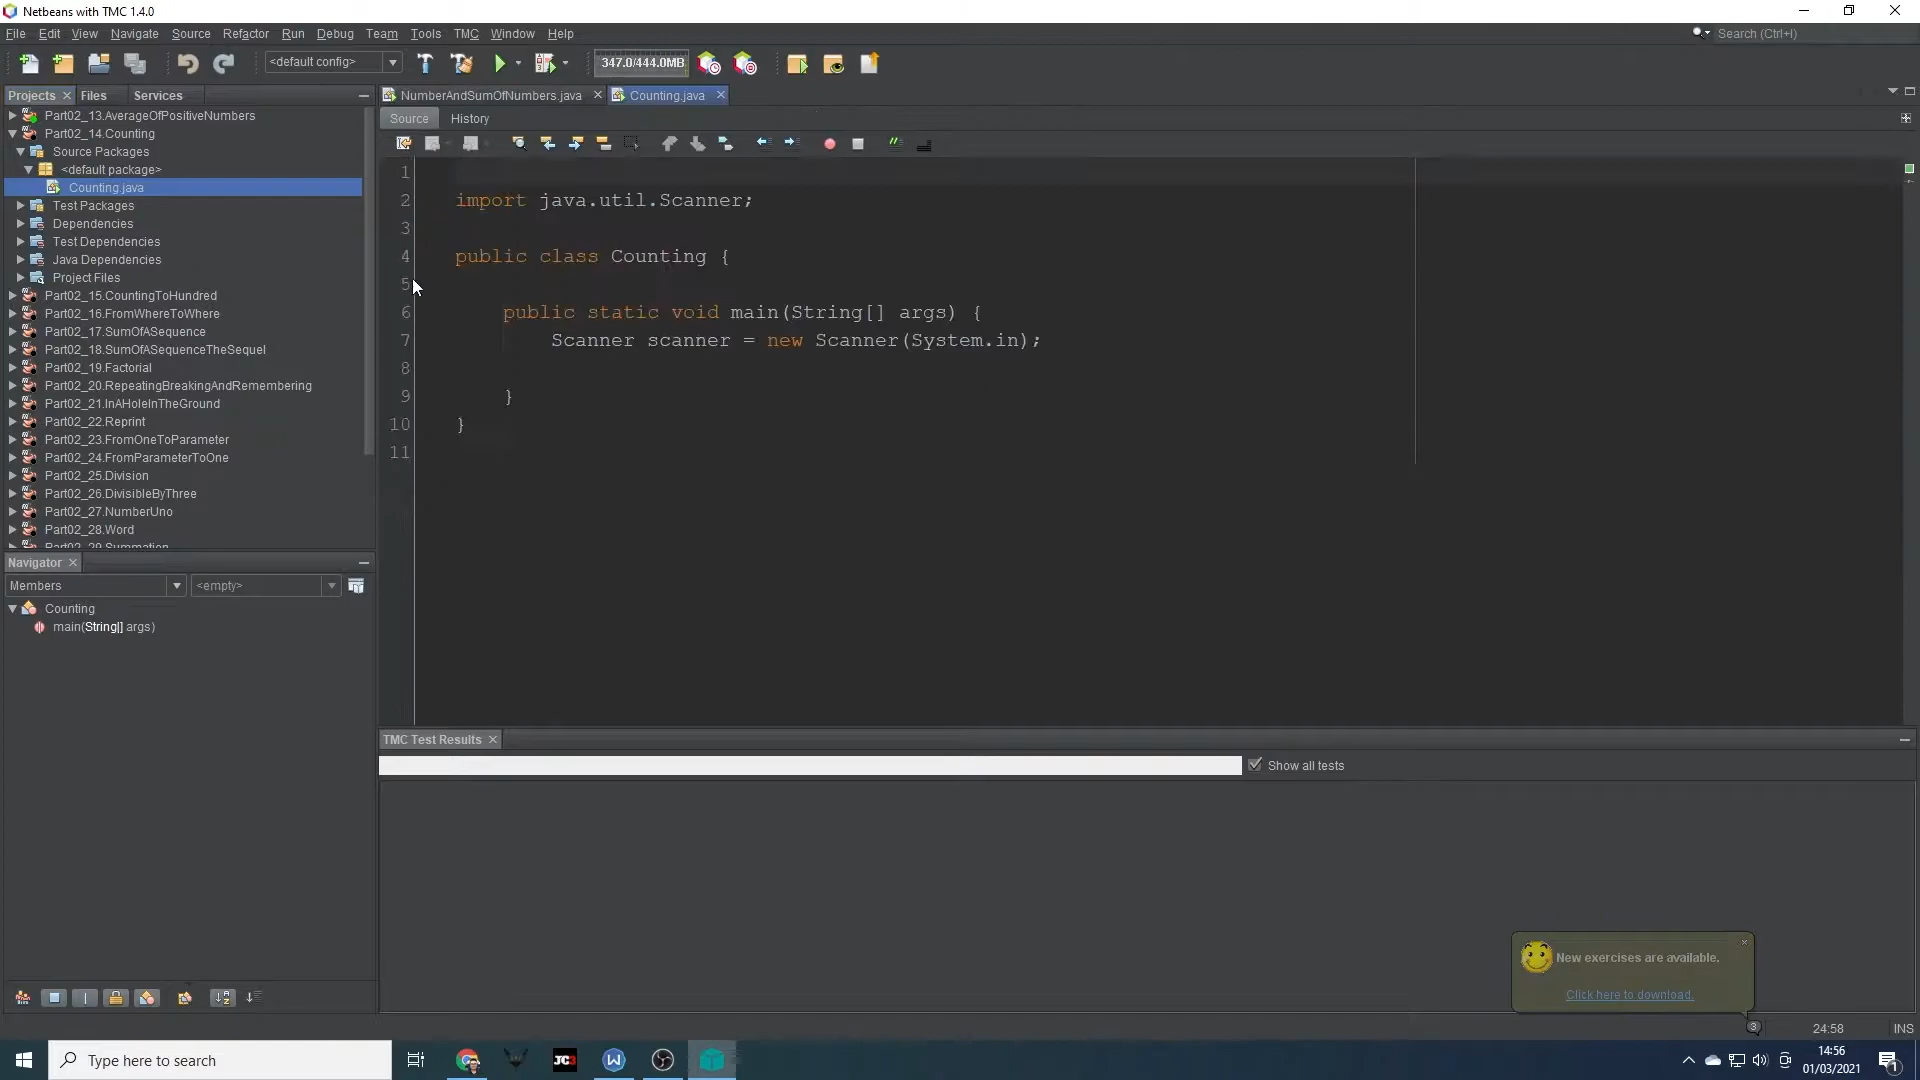 Netbeans with TMC 1.4.0
File Edit View Navigate Source Refactor Run Debug Team Tools TMC Window Help
Search (Ctrl+I)
<default config>
347.0/444.0MB
Projects Files Services
NumberAndSumOfNumbers.java Counting.java
Source History
Part02_13.AverageOfPositiveNumbers
Part02_14.Counting
Source Packages
<default package>
Counting.java
Test Packages
Dependencies
Test Dependencies
Java Dependencies
Project Files
Part02_15.CountingToHundred
Part02_16.FromWhereToWhere
Part02_17.SumOfASequence
Part02_18.SumOfASequenceTheSequel
Part02_19.Factorial
Part02_20.RepeatingBreakingAndRemembering
Part02_21.InAHoleInTheGround
Part02_22.Reprint
Part02_23.FromOneToParameter
Part02_24.FromParameterToOne
Part02_25.Division
Part02_26.DivisibleByThree
Part02_27.NumberUno
Part02_28.Word
Part02_29.Summation
1
2 import java.util.Scanner;
3
4 public class Counting {
5
6 public static void main(String[] args) {
7 Scanner scanner = new Scanner(System.in);
8
9 }
10 }
11
Navigator
Members <empty>
Counting
main(String[] args)
TMC Test Results
Show all tests
New exercises are available.
Click here to download.
3
24:58 INS
Type here to search
JC3
W
14:56
01/03/2021
1